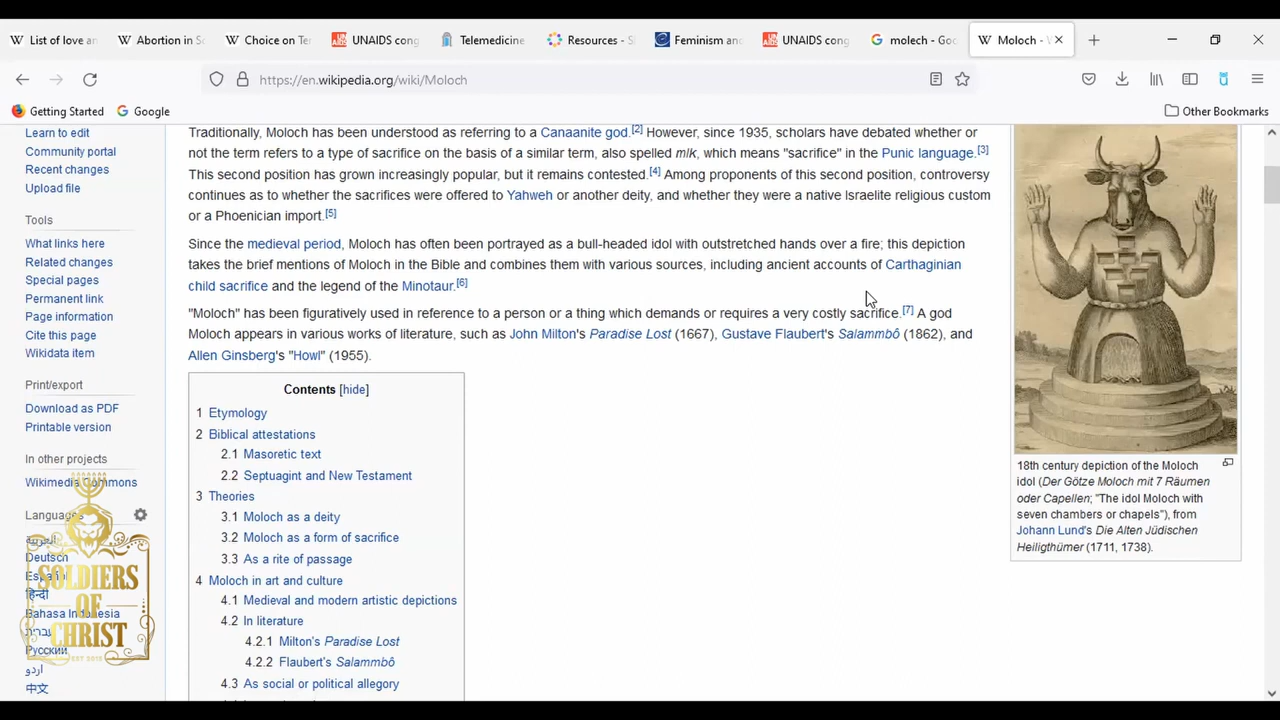 List of love an
Abortion in So
Choice on Ter
UNAIDS cong
Telemedicine
Resources - S
Feminism and
UNAIDS cong
molech - Goo
Moloch -
https://en.wikipedia.org/wiki/Moloch
Getting Started
Google
Other Bookmarks
Learn to edit
Community portal
Recent changes
Upload file
Tools
What links here
Related changes
Special pages
Permanent link
Page information
Cite this page
Wikidata item
Print/export
Download as PDF
Printable version
In other projects
Wikimedia Commons
Languages
العربية
Deutsch
Español
हिन्दी
Bahasa Indonesia
Русский
اردو
中文
SOLDIERS
OF
CHRIST
EST 2015
Traditionally, Moloch has been understood as referring to a Canaanite god.[2] However, since 1935, scholars have debated whether or
not the term refers to a type of sacrifice on the basis of a similar term, also spelled mlk, which means "sacrifice" in the Punic language.[3]
This second position has grown increasingly popular, but it remains contested.[4] Among proponents of this second position, controversy
continues as to whether the sacrifices were offered to Yahweh or another deity, and whether they were a native Israelite religious custom
or a Phoenician import.[5]
Since the medieval period, Moloch has often been portrayed as a bull-headed idol with outstretched hands over a fire; this depiction
takes the brief mentions of Moloch in the Bible and combines them with various sources, including ancient accounts of Carthaginian
child sacrifice and the legend of the Minotaur.[6]
"Moloch" has been figuratively used in reference to a person or a thing which demands or requires a very costly sacrifice.[7] A god
Moloch appears in various works of literature, such as John Milton's Paradise Lost (1667), Gustave Flaubert's Salammbô (1862), and
Allen Ginsberg's "Howl" (1955).
Contents [hide]
1 Etymology
2 Biblical attestations
2.1 Masoretic text
2.2 Septuagint and New Testament
3 Theories
3.1 Moloch as a deity
3.2 Moloch as a form of sacrifice
3.3 As a rite of passage
4 Moloch in art and culture
4.1 Medieval and modern artistic depictions
4.2 In literature
4.2.1 Milton's Paradise Lost
4.2.2 Flaubert's Salammbô
4.3 As social or political allegory
18th century depiction of the Moloch
idol (Der Götze Moloch mit 7 Räumen
oder Capellen; "The idol Moloch with
seven chambers or chapels"), from
Johann Lund's Die Alten Jüdischen
Heiligthümer (1711, 1738).